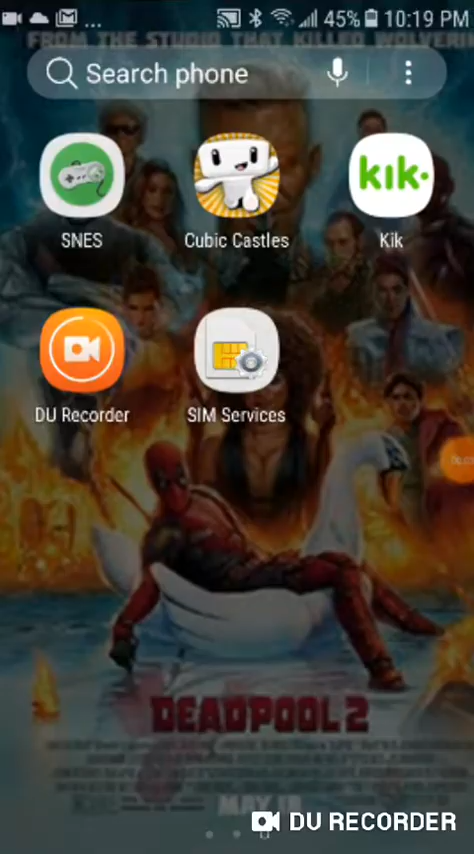 ... 45% 10:19 PM
FROM THE STUDIO THAT KILLED WOLVERIN
Search phone
kik.
SNES Cubic Castles Kik
DU Recorder SIM Services
DEADPOOL 2
MAY 18
DU RECORDER